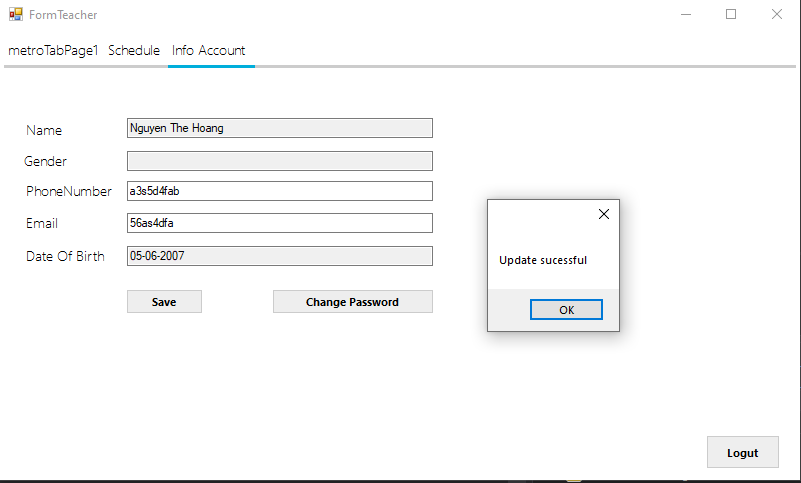 FormTeacher
metroTabPage1 Schedule Info Account
Name Nguyen The Hoang
Gender
PhoneNumber a3s5d4fab
Email 56as4dfa
Date Of Birth 05-06-2007
Save Change Password
Update sucessful
OK
Logut